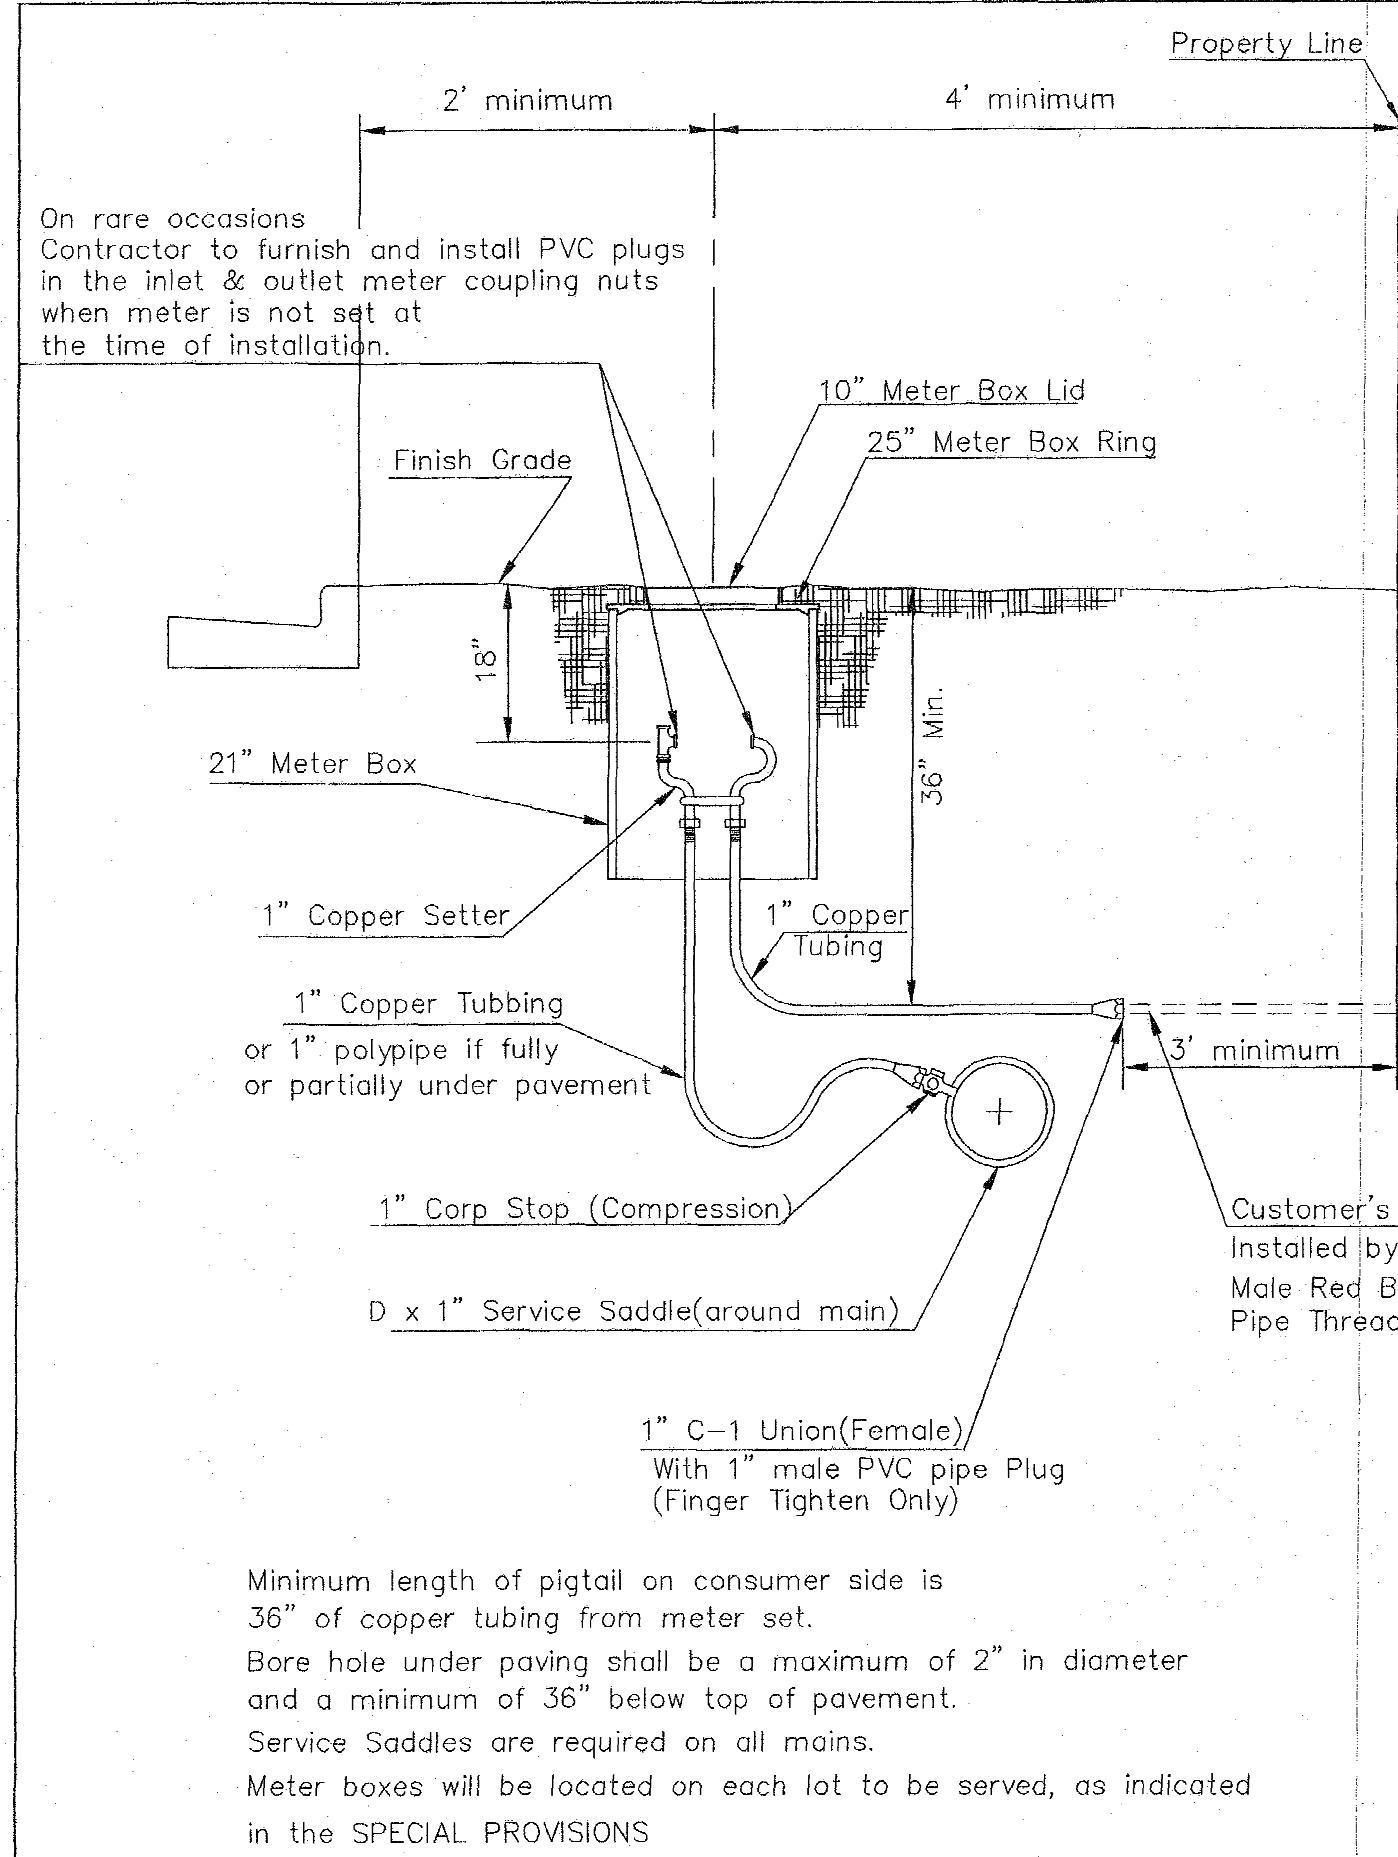 Property Line
2' minimum
4' minimum
On rare occasions
Contractor to furnish and install PVC plugs
in the inlet & outlet meter coupling nuts
when meter is not set at
the time of installation.
10" Meter Box Lid
25" Meter Box Ring
Finish Grade
18"
36" Min.
21" Meter Box
1" Copper Setter
1" Copper
Tubing
1" Copper Tubbing
or 1" polypipe if fully
or partially under pavement
3' minimum
1" Corp Stop (Compression)
Customer's
Installed by
Male Red B
Pipe Threa
D x 1" Service Saddle(around main)
1" C-1 Union(Female)
With 1" male PVC pipe Plug
(Finger Tighten Only)
Minimum length of pigtail on consumer side is
36" of copper tubing from meter set.
Bore hole under paving shall be a maximum of 2" in diameter
and a minimum of 36" below top of pavement.
Service Saddles are required on all mains.
Meter boxes will be located on each lot to be served, as indicated
in the SPECIAL PROVISIONS